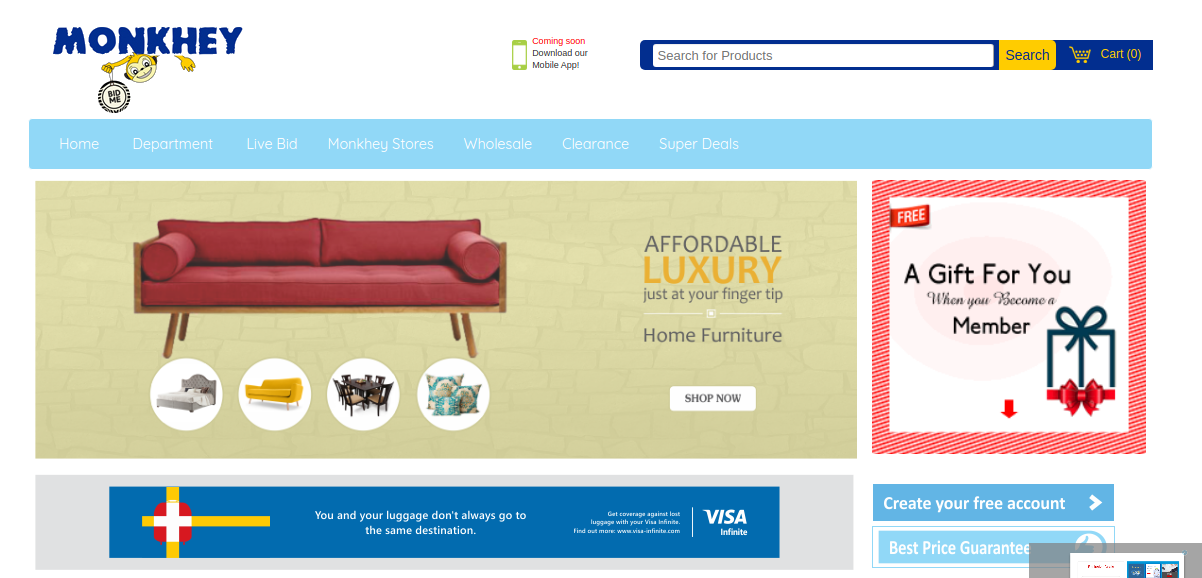 MONKHEY
BID
ME
Coming soon
Download our
Mobile App!
Search for Products
Search
Cart (0)
Home
Department
Live Bid
Monkhey Stores
Wholesale
Clearance
Super Deals
AFFORDABLE
LUXURY
just at your finger tip
Home Furniture
SHOP NOW
FREE
A Gift For You
When you Become a
Member
You and your luggage don't always go to
the same destination.
Get coverage against lost
luggage with your Visa Infinite.
Find out more: www.visa-infinite.com
VISA
Infinite
Create your free account
Best Price Guarantee